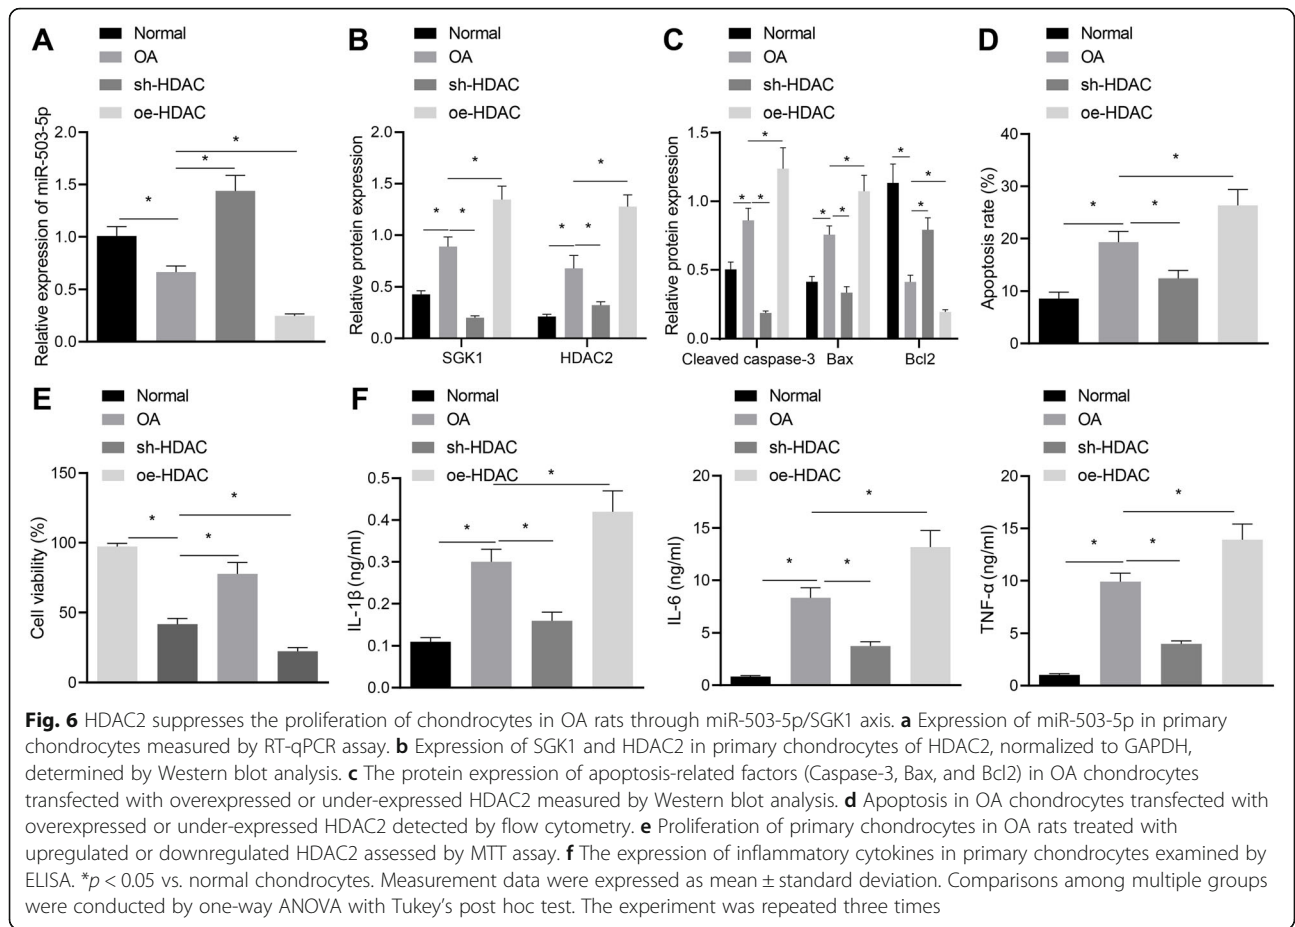 A
Normal
OA
sh-HDAC
oe-HDAC
Relative expression of miR-503-5p
2.0
1.5
1.0
0.5
0.0
*
*
*
B
Normal
OA
sh-HDAC
oe-HDAC
Relative protein expression
2.0
1.5
1.0
0.5
0.0
*
* *
*
* *
SGK1 HDAC2
C
Normal
OA
sh-HDAC
oe-HDAC
Relative protein expression
1.5
1.0
0.5
0.0
*
* *
*
* *
*
*
*
Cleaved caspase-3 Bax Bcl2
D
Normal
OA
sh-HDAC
oe-HDAC
Apoptosis rate (%)
40
30
20
10
0
*
* *
E
Normal
OA
sh-HDAC
oe-HDAC
Cell viability (%)
150
100
50
0
*
*
*
F
Normal
OA
sh-HDAC
oe-HDAC
IL-1β (ng/ml)
0.5
0.4
0.3
0.2
0.1
0.0
*
* *
Normal
OA
sh-HDAC
oe-HDAC
IL-6 (ng/ml)
20
15
10
5
0
*
* *
Normal
OA
sh-HDAC
oe-HDAC
TNF-α (ng/ml)
20
15
10
5
0
*
* *
Fig. 6 HDAC2 suppresses the proliferation of chondrocytes in OA rats through miR-503-5p/SGK1 axis. a Expression of miR-503-5p in primary
chondrocytes measured by RT-qPCR assay. b Expression of SGK1 and HDAC2 in primary chondrocytes of HDAC2, normalized to GAPDH,
determined by Western blot analysis. c The protein expression of apoptosis-related factors (Caspase-3, Bax, and Bcl2) in OA chondrocytes
transfected with overexpressed or under-expressed HDAC2 measured by Western blot analysis. d Apoptosis in OA chondrocytes transfected with
overexpressed or under-expressed HDAC2 detected by flow cytometry. e Proliferation of primary chondrocytes in OA rats treated with
upregulated or downregulated HDAC2 assessed by MTT assay. f The expression of inflammatory cytokines in primary chondrocytes examined by
ELISA. *p < 0.05 vs. normal chondrocytes. Measurement data were expressed as mean ± standard deviation. Comparisons among multiple groups
were conducted by one-way ANOVA with Tukey's post hoc test. The experiment was repeated three times